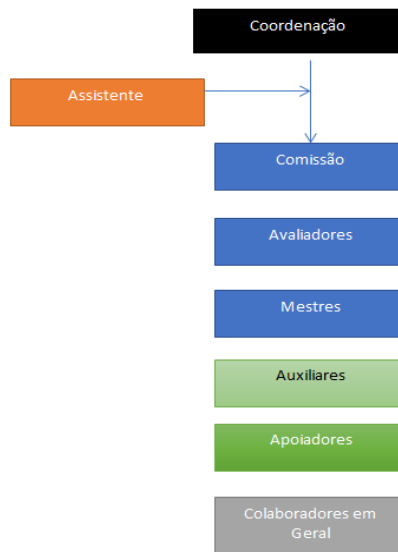 Coordenação
Assistente
Comissão
Avaliadores
Mestres
Auxiliares
Apoiadores
Colaboradores em
Geral